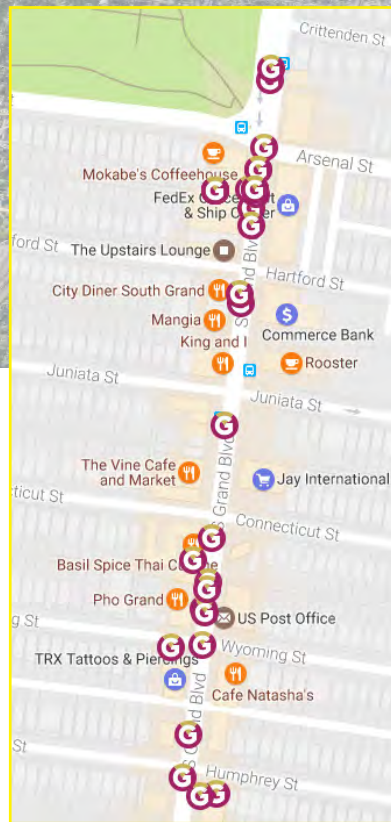 Crittenden St
Arsenal St
Mokabe's Coffeehouse
FedEx
& Ship
The Upstairs Lounge
ford St
Hartford St
City Diner South Grand
Mangia
Commerce Bank
King and I
Rooster
Juniata St
Juniata St
The Vine Cafe
and Market
S Grand Blvd
Jay International
ticut St
Connecticut St
Basil Spice Thai
Pho Grand
US Post Office
g St
Wyoming St
TRX Tattoos & Piercings
Cafe Natasha's
St
Humphrey St